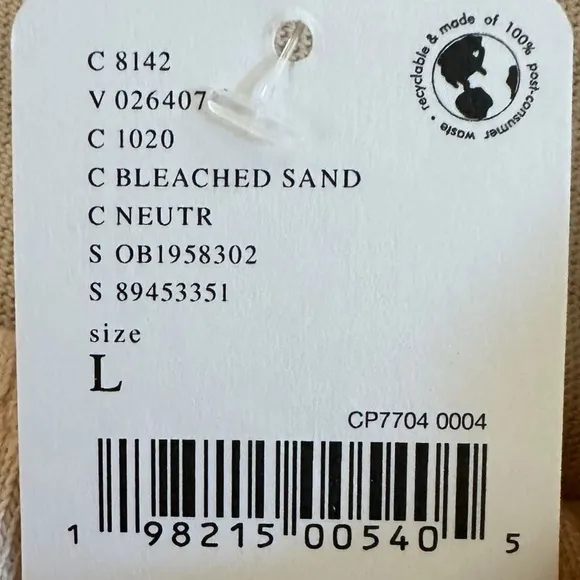 C 8142
V 026407
C 1020
C BLEACHED SAND
C NEUTR
S OB1958302
S 89453351
size
L
recyclable & made of 100% post-consumer waste •
CP7704 0004
1 98215 00540 5